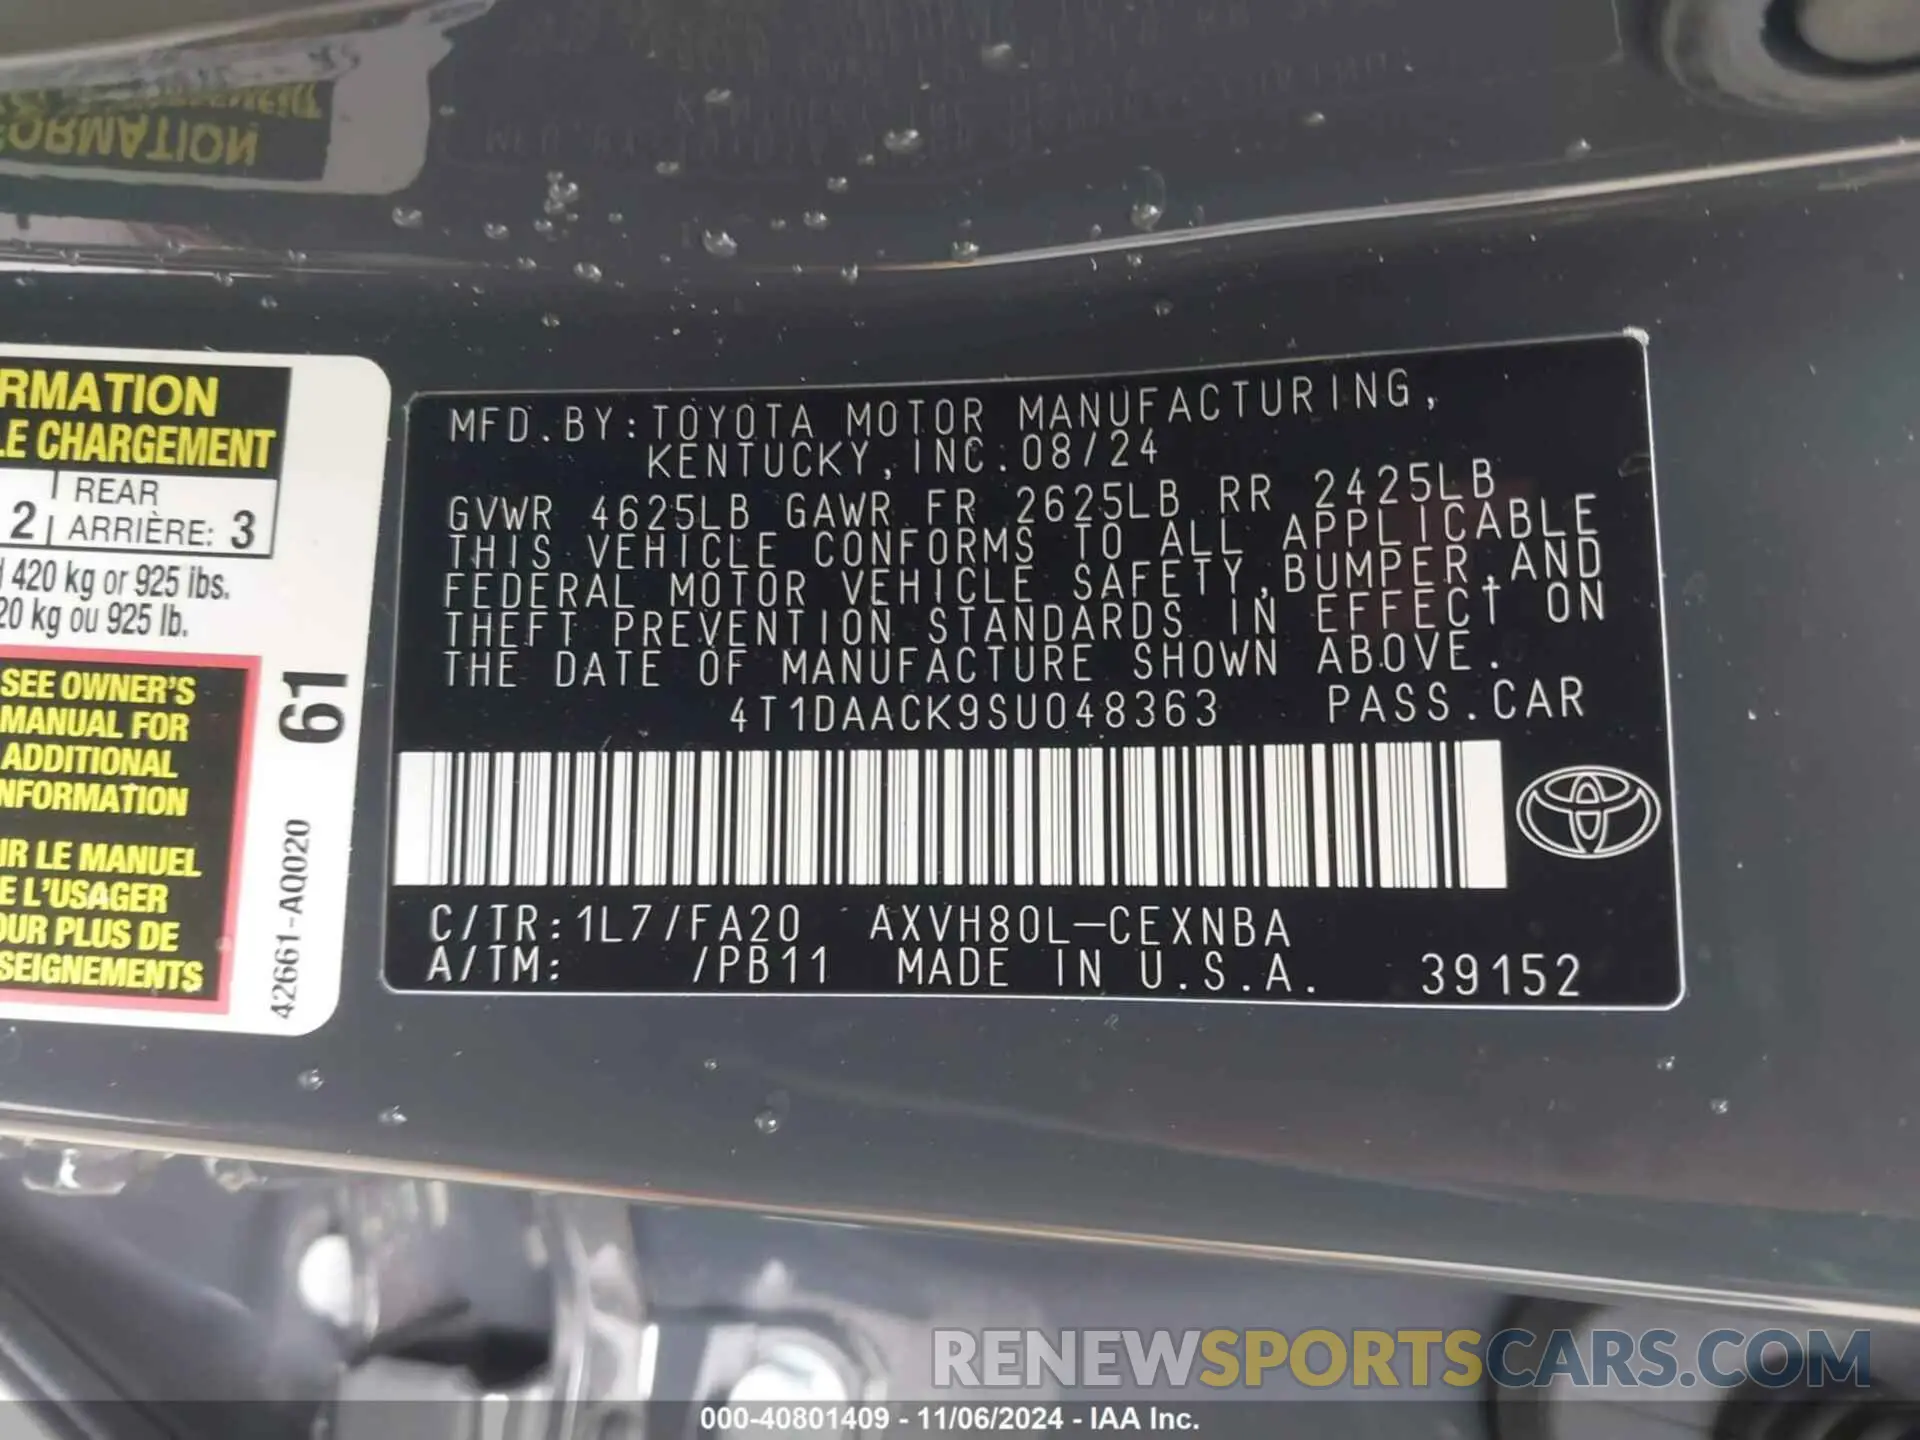 RMATION
LE CHARGEMENT
2 REAR
ARRIÈRE: 3
420 kg or 925 lbs.
20 kg ou 925 lb.
SEE OWNER'S
MANUAL FOR
ADDITIONAL
NFORMATION
IR LE MANUEL
E L'USAGER
OUR PLUS DE
SEIGNEMENTS
61
42661-AQ020
MFD.BY:TOYOTA MOTOR MANUFACTURING,
KENTUCKY,INC.08/24
GVWR 4625LB GAWR FR 2625LB RR 2425LB
THIS VEHICLE CONFORMS TO ALL APPLICABLE
FEDERAL MOTOR VEHICLE SAFETY,BUMPER,AND
THEFT PREVENTION STANDARDS IN EFFECT ON
THE DATE OF MANUFACTURE SHOWN ABOVE.
4T1DAACK9SU048363 PASS.CAR
C/TR:1L7/FA20 AXVH80L-CEXNBA
A/TM: /PB11 MADE IN U.S.A. 39152
RENEWSPORTSCARS.COM
000-40801409 - 11/06/2024 - IAA Inc.